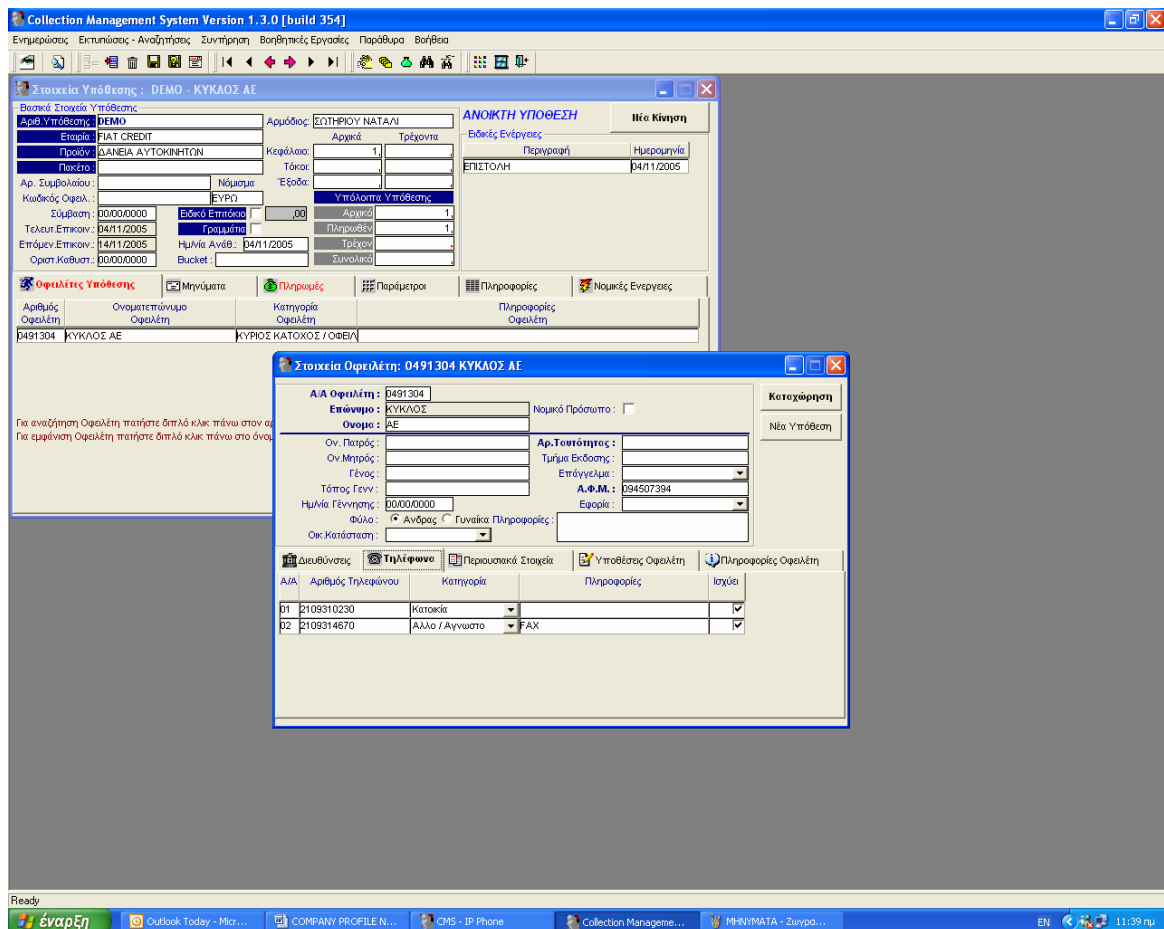 Collection Management System Version 1.3.0 [build 354]
Ενημερώσεις Εκτυπώσεις - Αναζητήσεις Συντήρηση Βοηθητικές Εργασίες Παράθυρα Βοήθεια
Στοιχεία Υπόθεσης : DEMO - ΚΥΚΛΟΣ ΑΕ
Βασικά Στοιχεία Υπόθεσης
Αριθ.Υπόθεσης : DEMO Αρμόδιος: ΣΩΤΗΡΙΟΥ ΝΑΤΑΛΙ ΑΝΟΙΚΤΗ ΥΠΟΘΕΣΗ Νέα Κίνηση
Εταιρία : FIAT CREDIT Αρχικά Τρέχοντα Ειδικές Ενέργειες
Προϊόν : ΔΑΝΕΙΑ ΑΥΤΟΚΙΝΗΤΩΝ Κεφάλαιο: 1, , Περιγραφή Ημερομηνία
Πακέτο : Τόκοι: , , ΕΠΙΣΤΟΛΗ 04/11/2005
Αρ. Συμβολαίου : Νόμισμα Έξοδα: , ,
Κωδικός Οφειλ. : ΕΥΡΩ Υπόλοιπα Υπόθεσης
Σύμβαση : 00/00/0000 Ειδικό Επιτόκιο ,00 Αρχικό 1,
Τελευτ.Επικοιν.: 04/11/2005 Γραμμάτια Πληρωθέν 1,
Επόμεν.Επικοιν.: 14/11/2005 Ημ/νία Ανάθ.: 04/11/2005 Τρέχον ,
Οριστ.Καθυστ.: 00/00/0000 Bucket : Συνολικό
Οφειλέτες Υπόθεσης Μηνύματα Πληρωμές Παράμετροι Πληροφορίες Νομικές Ενεργειες
Αριθμός Ονοματεπώνυμο Κατηγορία Πληροφορίες
Οφειλέτη Οφειλέτη Οφειλέτη Οφειλέτη
0491304 ΚΥΚΛΟΣ ΑΕ ΚΥΡΙΟΣ ΚΑΤΟΧΟΣ / ΟΦΕΙΛ
Για αναζήτηση Οφειλέτη πατήστε διπλό κλικ πάνω στον αρ
Για εμφάνιση Οφειλέτη πατήστε διπλό κλικ πάνω στο όνομ
Στοιχεία Οφειλέτη: 0491304 ΚΥΚΛΟΣ ΑΕ
Α/Α Οφειλέτη : 0491304 Καταχώρηση
Επώνυμο : ΚΥΚΛΟΣ Νομικό Πρόσωπο :
Ονομα : ΑΕ Νέα Υπόθεση
Ον. Πατρός : Αρ.Ταυτότητας :
Ον.Μητρός : Τμήμα Εκδοσης :
Γένος : Επάγγελμα :
Τόπος Γενν : Α.Φ.Μ. : 094507394
Ημ/νία Γέννησης : 00/00/0000 Εφορία :
Φύλο : Ανδρας Γυναίκα Πληροφορίες :
Οικ.Κατάσταση :
Διευθύνσεις Τηλέφωνα Περιουσιακά Στοιχεία Υποθέσεις Οφειλέτη Πληροφορίες Οφειλέτη
Α/Α Αριθμός Τηλεφώνου Κατηγορία Πληροφορίες Ισχύει
01 2109310230 Κατοικία
02 2109314670 Αλλο / Αγνωστο FAX
Ready
έναρξη Outlook Today - Micr... COMPANY PROFILE N... CMS - IP Phone Collection Manageme... ΜΗΝΥΜΑΤΑ - Ζωγρα... EN 11:39 πμ